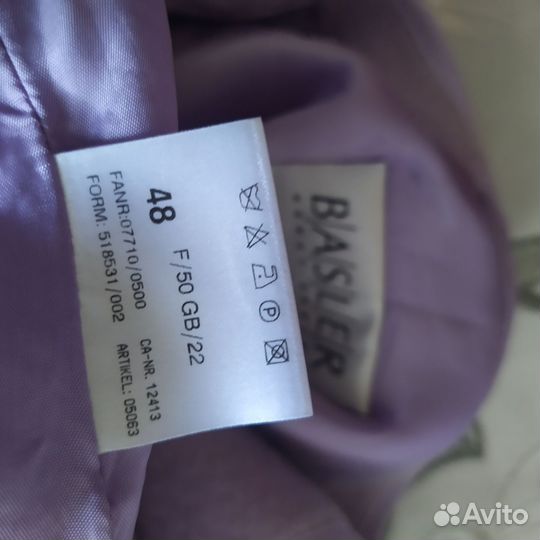 48 F/50 GB/22
FANR:07710/0500 CA-NR. 12413
FORM: 518531/002 ARTIKEL: 05063
P
BASLER
Avito